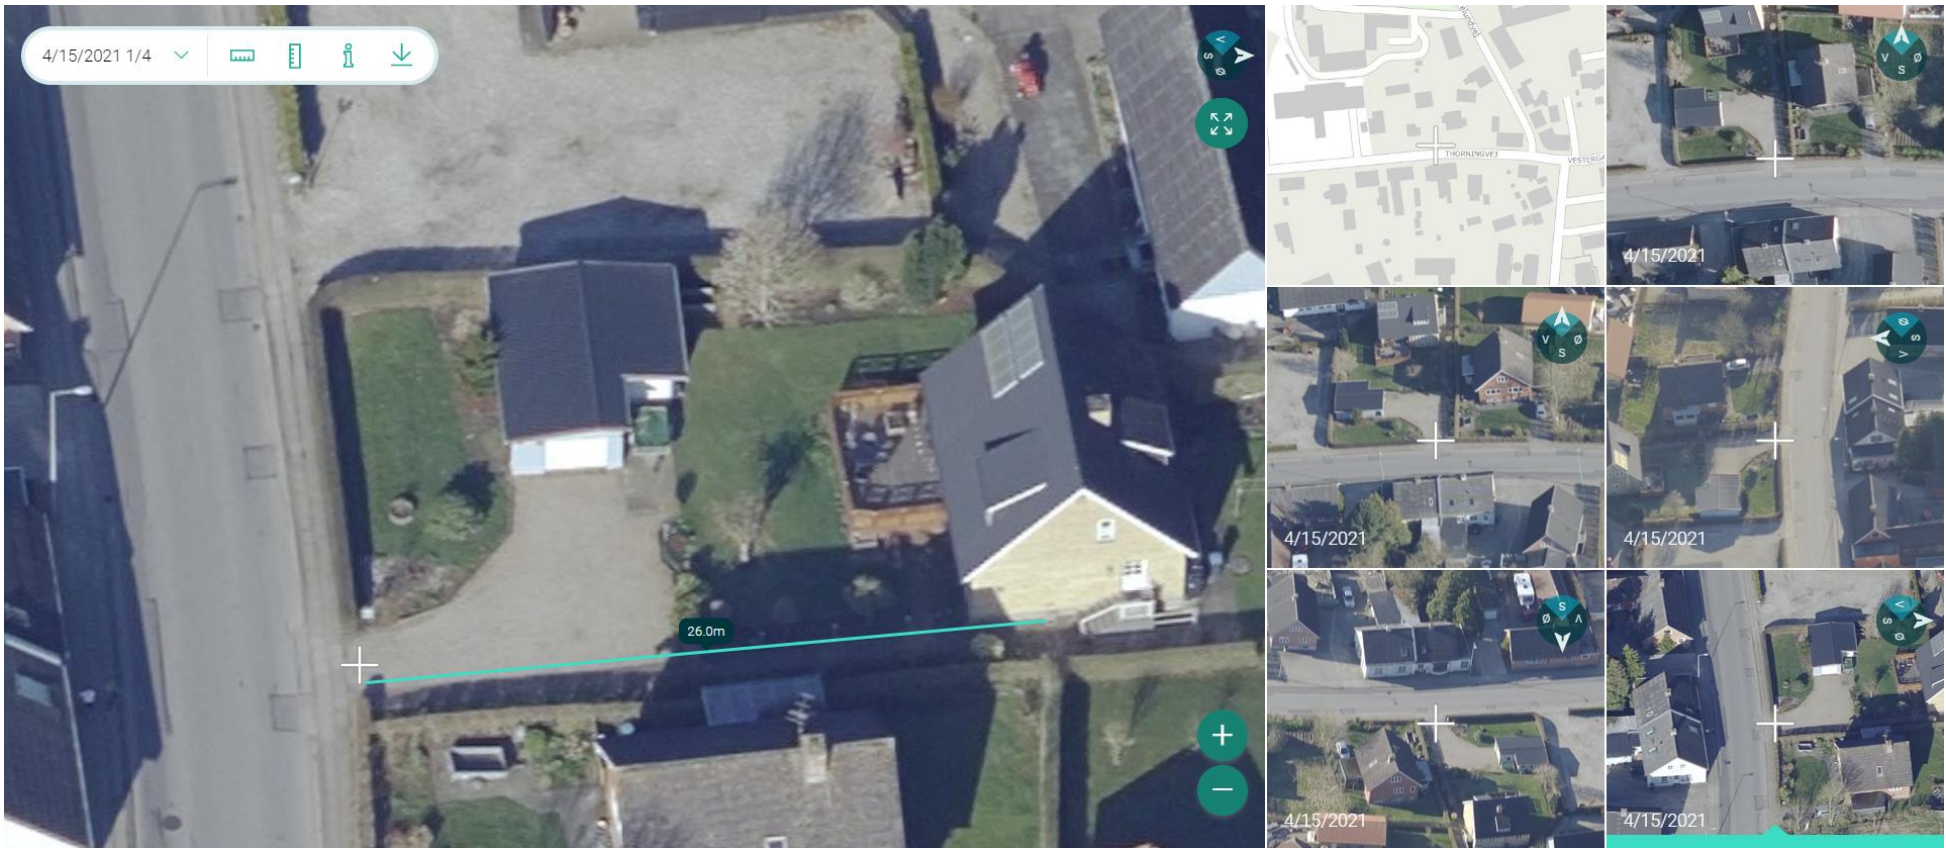 4/15/2021 1/4
V
S
Ø
26.0m
elundvej
THORNINGVEJ
VESTERGA
V
Ø
S
4/15/2021
V
Ø
S
4/15/2021
Ø
S
V
4/15/2021
S
Ø
V
4/15/2021
V
S
Ø
4/15/2021